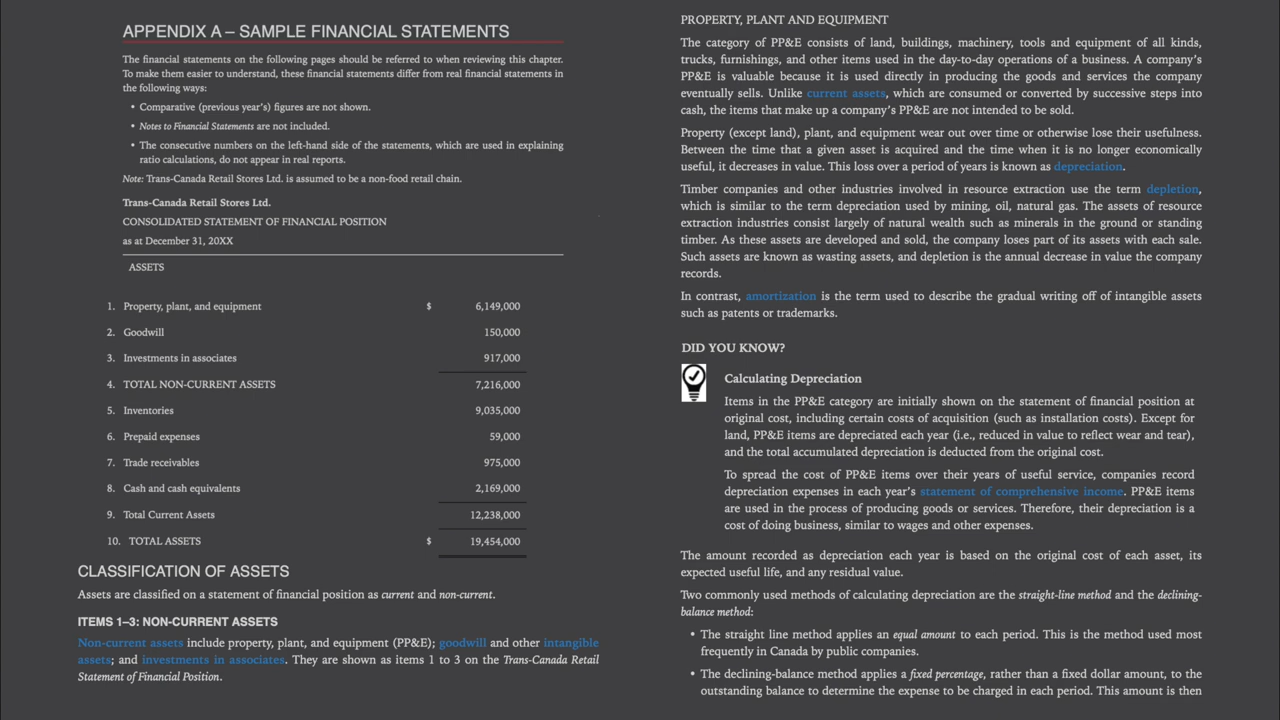 APPENDIX A – SAMPLE FINANCIAL STATEMENTS
The financial statements on the following pages should be referred to when reviewing this chapter.
To make them easier to understand, these financial statements differ from real financial statements in
the following ways:
• Comparative (previous year's) figures are not shown.
• Notes to Financial Statements are not included.
• The consecutive numbers on the left-hand side of the statements, which are used in explaining
ratio calculations, do not appear in real reports.
Note: Trans-Canada Retail Stores Ltd. is assumed to be a non-food retail chain.
Trans-Canada Retail Stores Ltd.
CONSOLIDATED STATEMENT OF FINANCIAL POSITION
as at December 31, 20XX
ASSETS
1. Property, plant, and equipment $ 6,149,000
2. Goodwill 150,000
3. Investments in associates 917,000
4. TOTAL NON-CURRENT ASSETS 7,216,000
5. Inventories 9,035,000
6. Prepaid expenses 59,000
7. Trade receivables 975,000
8. Cash and cash equivalents 2,169,000
9. Total Current Assets 12,238,000
10. TOTAL ASSETS $ 19,454,000
CLASSIFICATION OF ASSETS
Assets are classified on a statement of financial position as current and non-current.
ITEMS 1–3: NON-CURRENT ASSETS
Non-current assets include property, plant, and equipment (PP&E); goodwill and other intangible
assets; and investments in associates. They are shown as items 1 to 3 on the Trans-Canada Retail
Statement of Financial Position.
PROPERTY, PLANT AND EQUIPMENT
The category of PP&E consists of land, buildings, machinery, tools and equipment of all kinds,
trucks, furnishings, and other items used in the day-to-day operations of a business. A company's
PP&E is valuable because it is used directly in producing the goods and services the company
eventually sells. Unlike current assets, which are consumed or converted by successive steps into
cash, the items that make up a company's PP&E are not intended to be sold.
Property (except land), plant, and equipment wear out over time or otherwise lose their usefulness.
Between the time that a given asset is acquired and the time when it is no longer economically
useful, it decreases in value. This loss over a period of years is known as depreciation.
Timber companies and other industries involved in resource extraction use the term depletion,
which is similar to the term depreciation used by mining, oil, natural gas. The assets of resource
extraction industries consist largely of natural wealth such as minerals in the ground or standing
timber. As these assets are developed and sold, the company loses part of its assets with each sale.
Such assets are known as wasting assets, and depletion is the annual decrease in value the company
records.
In contrast, amortization is the term used to describe the gradual writing off of intangible assets
such as patents or trademarks.
DID YOU KNOW?
Calculating Depreciation
Items in the PP&E category are initially shown on the statement of financial position at
original cost, including certain costs of acquisition (such as installation costs). Except for
land, PP&E items are depreciated each year (i.e., reduced in value to reflect wear and tear),
and the total accumulated depreciation is deducted from the original cost.
To spread the cost of PP&E items over their years of useful service, companies record
depreciation expenses in each year's statement of comprehensive income. PP&E items
are used in the process of producing goods or services. Therefore, their depreciation is a
cost of doing business, similar to wages and other expenses.
The amount recorded as depreciation each year is based on the original cost of each asset, its
expected useful life, and any residual value.
Two commonly used methods of calculating depreciation are the straight-line method and the declining-
balance method:
• The straight line method applies an equal amount to each period. This is the method used most
frequently in Canada by public companies.
• The declining-balance method applies a fixed percentage, rather than a fixed dollar amount, to the
outstanding balance to determine the expense to be charged in each period. This amount is then